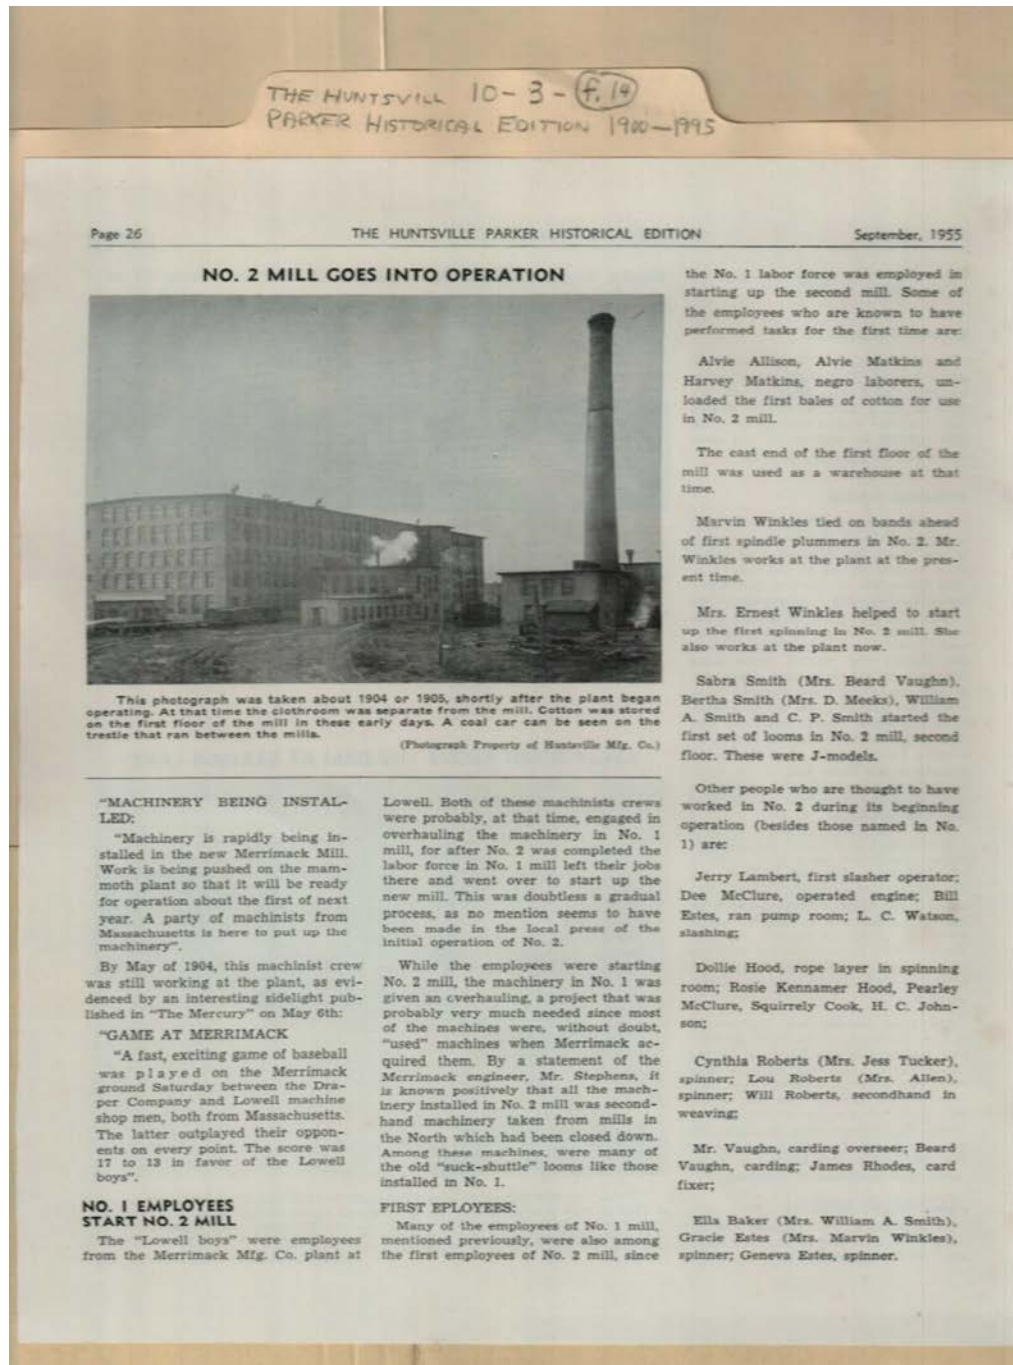 THE HUNTSVILL 10-3-(f.14)
PARKER HISTORICAL EDITION 1900-1995
Page 26
THE HUNTSVILLE PARKER HISTORICAL EDITION
September, 1955
NO. 2 MILL GOES INTO OPERATION
This photograph was taken about 1904 or 1905, shortly after the plant began
operating. At that time the clothroom was separate from the mill. Cotton was stored
on the first floor of the mill in these early days. A coal car can be seen on the
trestle that ran between the mills.
(Photograph Property of Huntsville Mfg. Co.)
"MACHINERY BEING INSTAL-
LED:
"Machinery is rapidly being in-
stalled in the new Merrimack Mill.
Work is being pushed on the mam-
moth plant so that it will be ready
for operation about the first of next
year. A party of machinists from
Massachusetts is here to put up the
machinery".
By May of 1904, this machinist crew
was still working at the plant, as evi-
denced by an interesting sidelight pub-
lished in "The Mercury" on May 6th:
"GAME AT MERRIMACK
"A fast, exciting game of baseball
was played on the Merrimack
ground Saturday between the Dra-
per Company and Lowell machine
shop men, both from Massachusetts.
The latter outplayed their oppon-
ents on every point. The score was
17 to 13 in favor of the Lowell
boys".
NO. 1 EMPLOYEES
START NO. 2 MILL
The "Lowell boys" were employees
from the Merrimack Mfg. Co. plant at
Lowell. Both of these machinists crews
were probably, at that time, engaged in
overhauling the machinery in No. 1
mill, for after No. 2 was completed the
labor force in No. 1 mill left their jobs
there and went over to start up the
new mill. This was doubtless a gradual
process, as no mention seems to have
been made in the local press of the
initial operation of No. 2.
While the employees were starting
No. 2 mill, the machinery in No. 1 was
given an overhauling, a project that was
probably very much needed since most
of the machines were, without doubt,
"used" machines when Merrimack ac-
quired them. By a statement of the
Merrimack engineer, Mr. Stephens, it
is known positively that all the mach-
inery installed in No. 2 mill was second-
hand machinery taken from mills in
the North which had been closed down.
Among these machines, were many of
the old "suck-shuttle" looms like those
installed in No. 1.
FIRST EPLOYEES:
Many of the employees of No. 1 mill,
mentioned previously, were also among
the first employees of No. 2 mill, since
the No. 1 labor force was employed in
starting up the second mill. Some of
the employees who are known to have
performed tasks for the first time are:
Alvie Allison, Alvie Matkins and
Harvey Matkins, negro laborers, un-
loaded the first bales of cotton for use
in No. 2 mill.
The east end of the first floor of the
mill was used as a warehouse at that
time.
Marvin Winkles tied on bands ahead
of first spindle plummers in No. 2. Mr.
Winkles works at the plant at the pres-
ent time.
Mrs. Ernest Winkles helped to start
up the first spinning in No. 2 mill. She
also works at the plant now.
Sabra Smith (Mrs. Beard Vaughn),
Bertha Smith (Mrs. D. Meeks), William
A. Smith and C. P. Smith started the
first set of looms in No. 2 mill, second
floor. These were J-models.
Other people who are thought to have
worked in No. 2 during its beginning
operation (besides those named in No.
1) are:
Jerry Lambert, first slasher operator;
Dee McClure, operated engine; Bill
Estes, ran pump room; L. C. Watson,
slashing;
Dollie Hood, rope layer in spinning
room; Rosie Kennamer Hood, Pearley
McClure, Squirrely Cook, H. C. John-
son;
Cynthia Roberts (Mrs. Jess Tucker),
spinner; Lou Roberts (Mrs. Allen),
spinner; Will Roberts, secondhand in
weaving;
Mr. Vaughn, carding overseer; Beard
Vaughn, carding; James Rhodes, card
fixer;
Ella Baker (Mrs. William A. Smith),
Gracie Estes (Mrs. Marvin Winkles),
spinner; Geneva Estes, spinner.